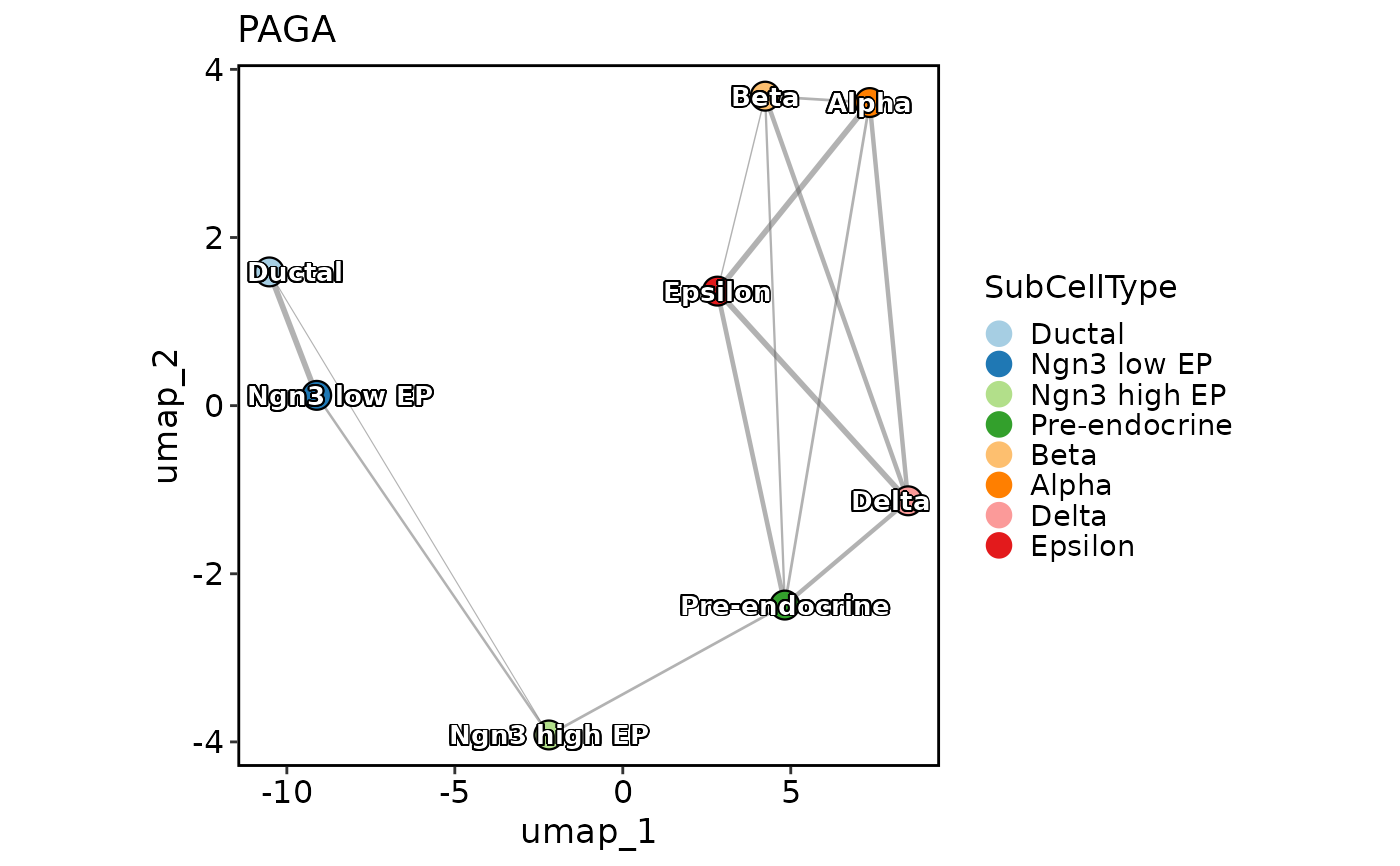 PAGA
4
2
0
-2
-4
umap_2
Beta
Alpha
Ductal
Epsilon
Ngn3 low EP
Delta
Pre-endocrine
Ngn3 high EP
-10
-5
0
5
umap_1
SubCellType
Ductal
Ngn3 low EP
Ngn3 high EP
Pre-endocrine
Beta
Alpha
Delta
Epsilon